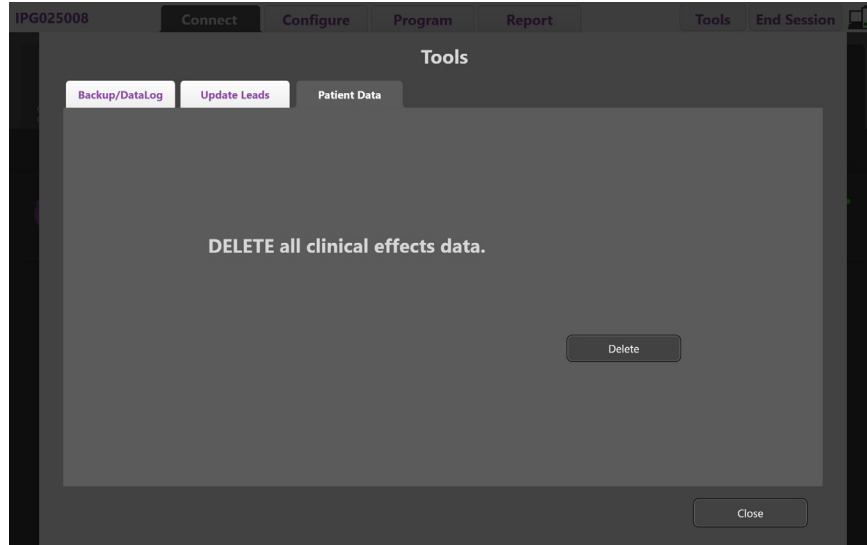 IPG025008 Connect Configure Program Report Tools End Session
Tools
Backup/DataLog Update Leads Patient Data
DELETE all clinical effects data.
Delete
Close